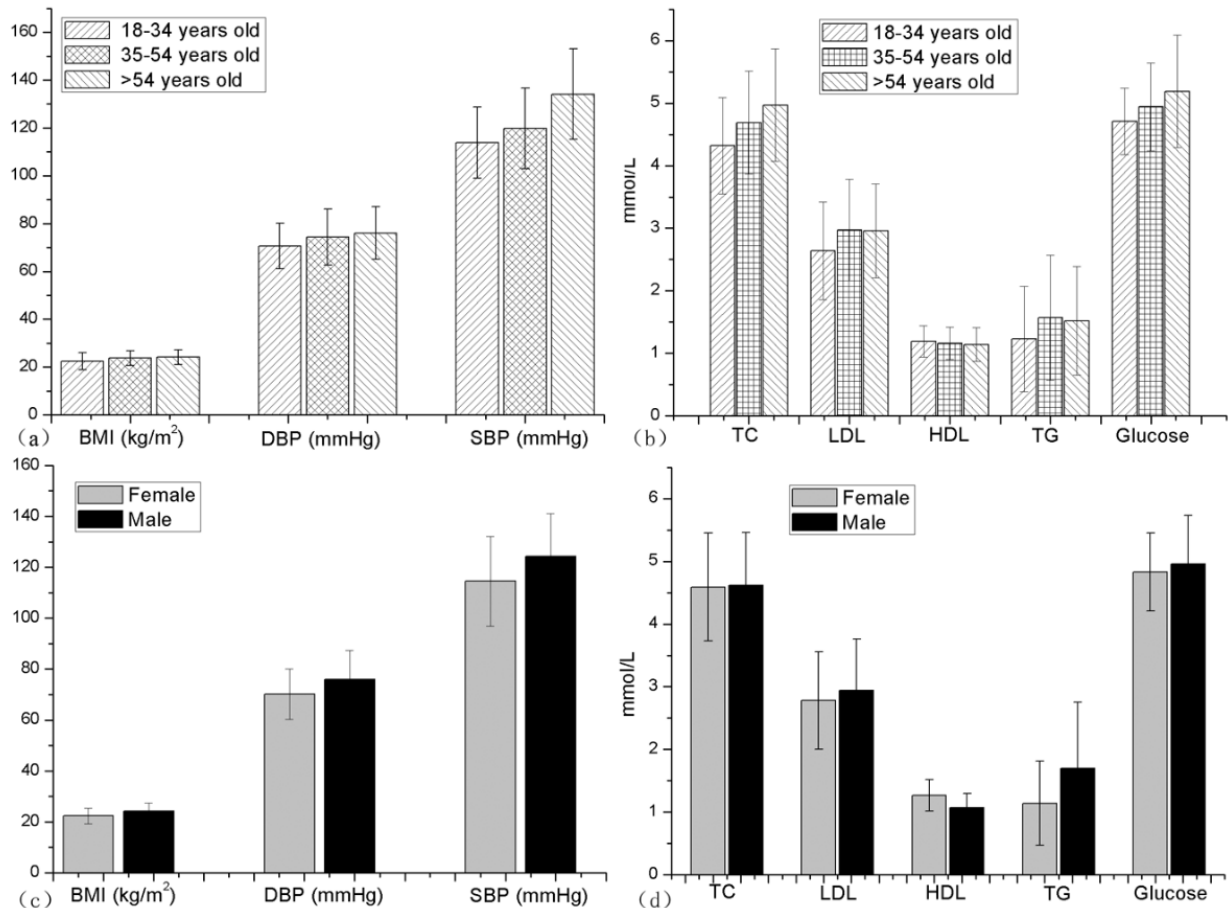 160
140
120
100
80
60
40
20
0
18-34 years old
35-54 years old
>54 years old
(a)
BMI (kg/m²)
DBP (mmHg)
SBP (mmHg)
6
5
4
3
2
1
0
mmol/L
18-34 years old
35-54 years old
>54 years old
(b)
TC
LDL
HDL
TG
Glucose
160
140
120
100
80
60
40
20
0
Female
Male
(c)
BMI (kg/m²)
DBP (mmHg)
SBP (mmHg)
6
5
4
3
2
1
0
mmol/L
Female
Male
(d)
TC
LDL
HDL
TG
Glucose